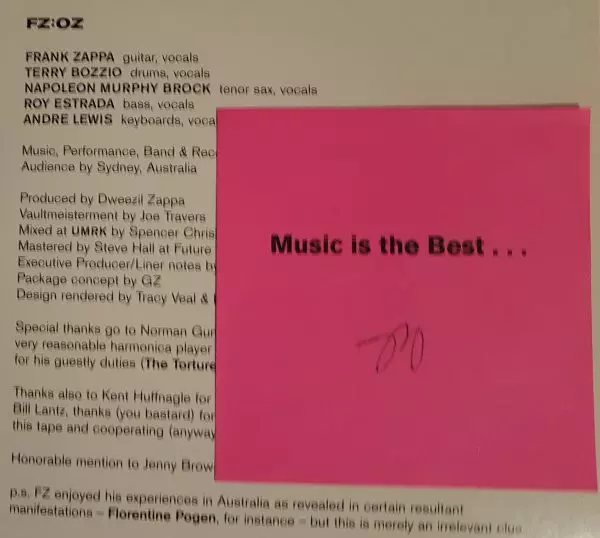 FZ:OZ
FRANK ZAPPA guitar, vocals
TERRY BOZZIO drums, vocals
NAPOLEON MURPHY BROCK tenor sax, vocals
ROY ESTRADA bass, vocals
ANDRE LEWIS keyboards, voca
Music, Performance, Band & Rec
Audience by Sydney, Australia
Produced by Dweezil Zappa
Vaultmeisterment by Joe Travers
Mixed at UMRK by Spencer Chris
Mastered by Steve Hall at Future
Executive Producer/Liner notes by
Package concept by GZ
Design rendered by Tracy Veal &
Special thanks go to Norman Gun
very reasonable harmonica player
for his guestly duties (The Torture
Thanks also to Kent Huffnagle for
Bill Lantz, thanks (you bastard) for
this tape and cooperating (anyway
Honorable mention to Jenny Brow
p.s. FZ enjoyed his experiences in Australia as revealed in certain resultant
manifestations – Florentine Pogen, for instance – but this is merely an irrelevant clue
Music is the Best . . .